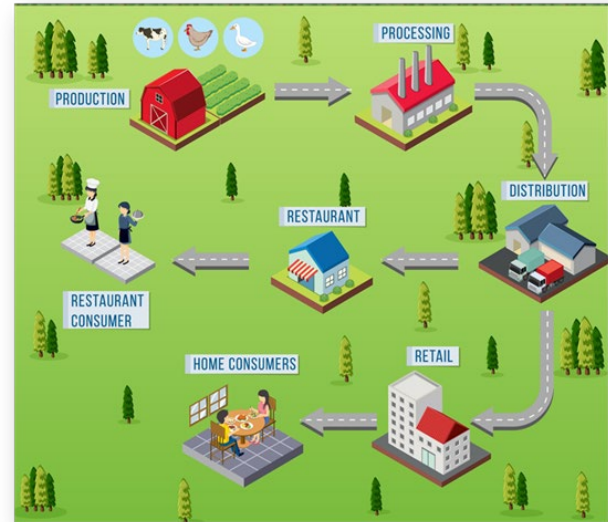 PROCESSING
PRODUCTION
DISTRIBUTION
RESTAURANT
RESTAURANT
CONSUMER
RETAIL
HOME CONSUMERS